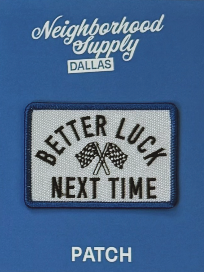 Neighborhood
Supply
DALLAS
BETTER LUCK
NEXT TIME
PATCH